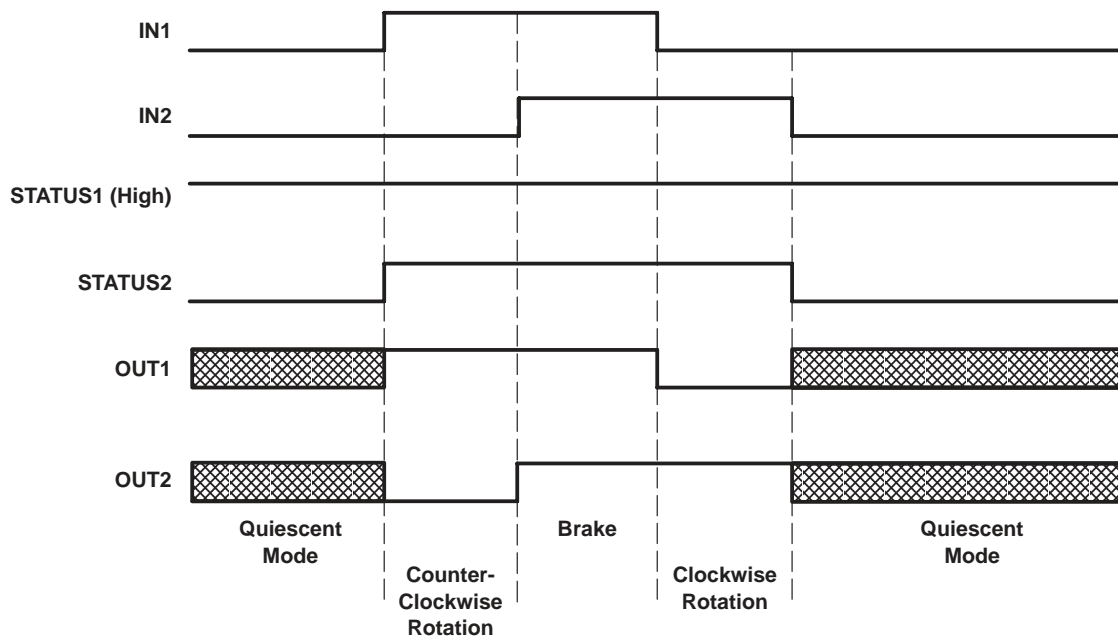 IN1
IN2
STATUS1 (High)
STATUS2
OUT1
OUT2
Quiescent
Mode
Counter-
Clockwise
Rotation
Brake
Clockwise
Rotation
Quiescent
Mode